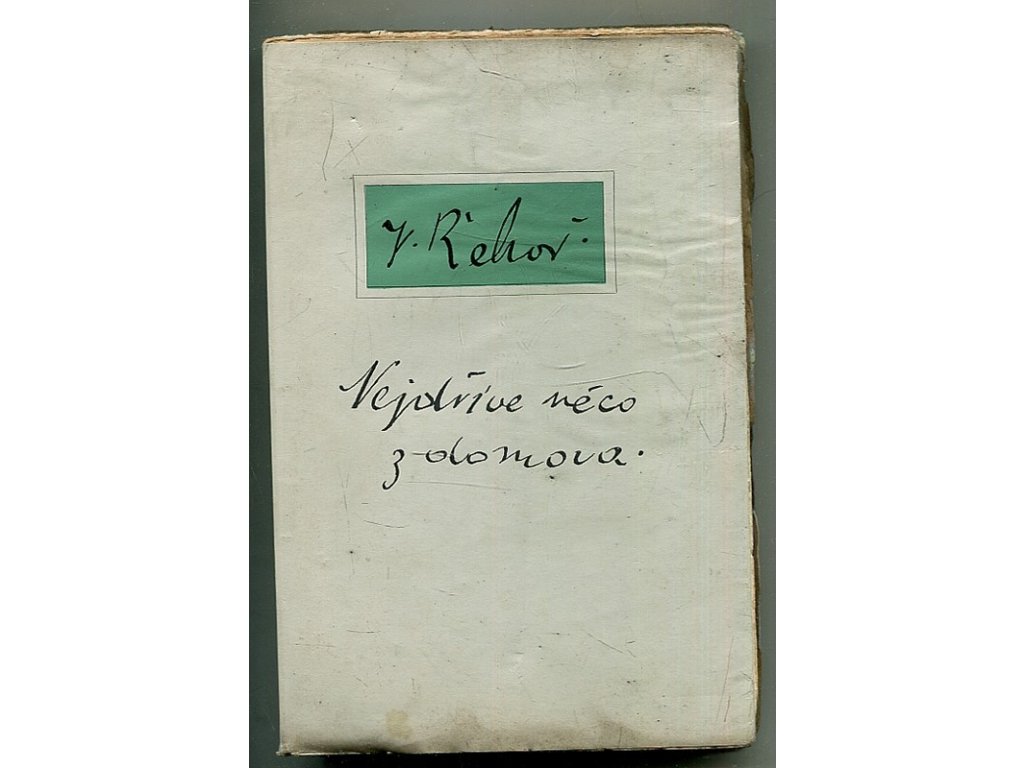 V. Řehoř.
Nejdříve něco
z domova.